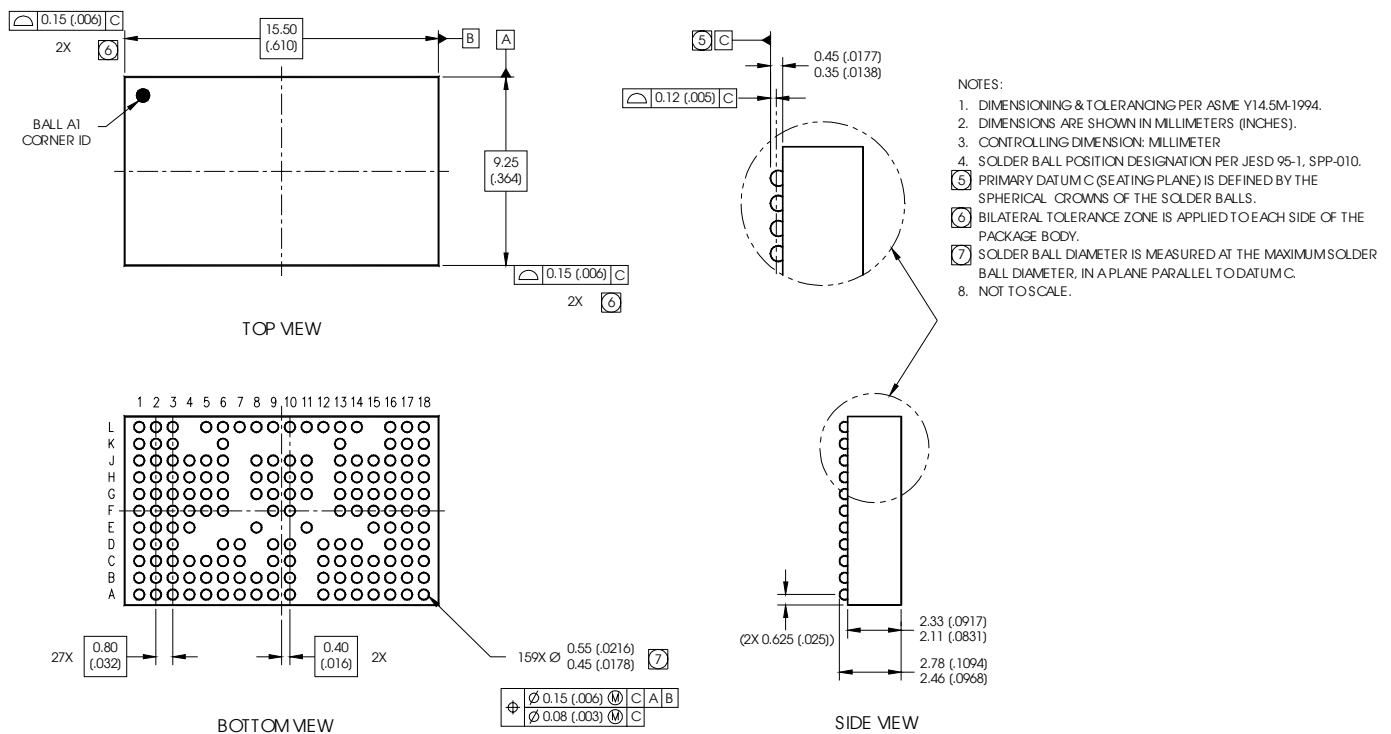 0.15 (.006) C
2X 6
15.50
(.610)
B
A
BALL A1
CORNER ID
9.25
(.364)
0.15 (.006) C
2X 6
TOP VIEW
5 C
0.45 (.0177)
0.35 (.0138)
0.12 (.005) C
NOTES:
1. DIMENSIONING & TOLERANCING PER ASME Y14.5M-1994.
2. DIMENSIONS ARE SHOWN IN MILLIMETERS (INCHES).
3. CONTROLLING DIMENSION: MILLIMETER
4. SOLDER BALL POSITION DESIGNATION PER JESD 95-1, SPP-010.
5 PRIMARY DATUM C (SEATING PLANE) IS DEFINED BY THE
SPHERICAL CROWNS OF THE SOLDER BALLS.
6 BILATERAL TOLERANCE ZONE IS APPLIED TO EACH SIDE OF THE
PACKAGE BODY.
7 SOLDER BALL DIAMETER IS MEASURED AT THE MAXIMUM SOLDER
BALL DIAMETER, IN A PLANE PARALLEL TO DATUM C.
8. NOT TO SCALE.
1 2 3 4 5 6 7 8 9 10 11 12 13 14 15 16 17 18
L
K
J
H
G
F
E
D
C
B
A
27X
0.80
(.032)
0.40
(.016)
2X
159X Ø 0.55 (.0216)
0.45 (.0178)
7
⌖ Ø 0.15 (.006) Ⓜ C A B
Ø 0.08 (.003) Ⓜ C
BOTTOM VIEW
(2X 0.625 (.025))
2.33 (.0917)
2.11 (.0831)
2.78 (.1094)
2.46 (.0968)
SIDE VIEW